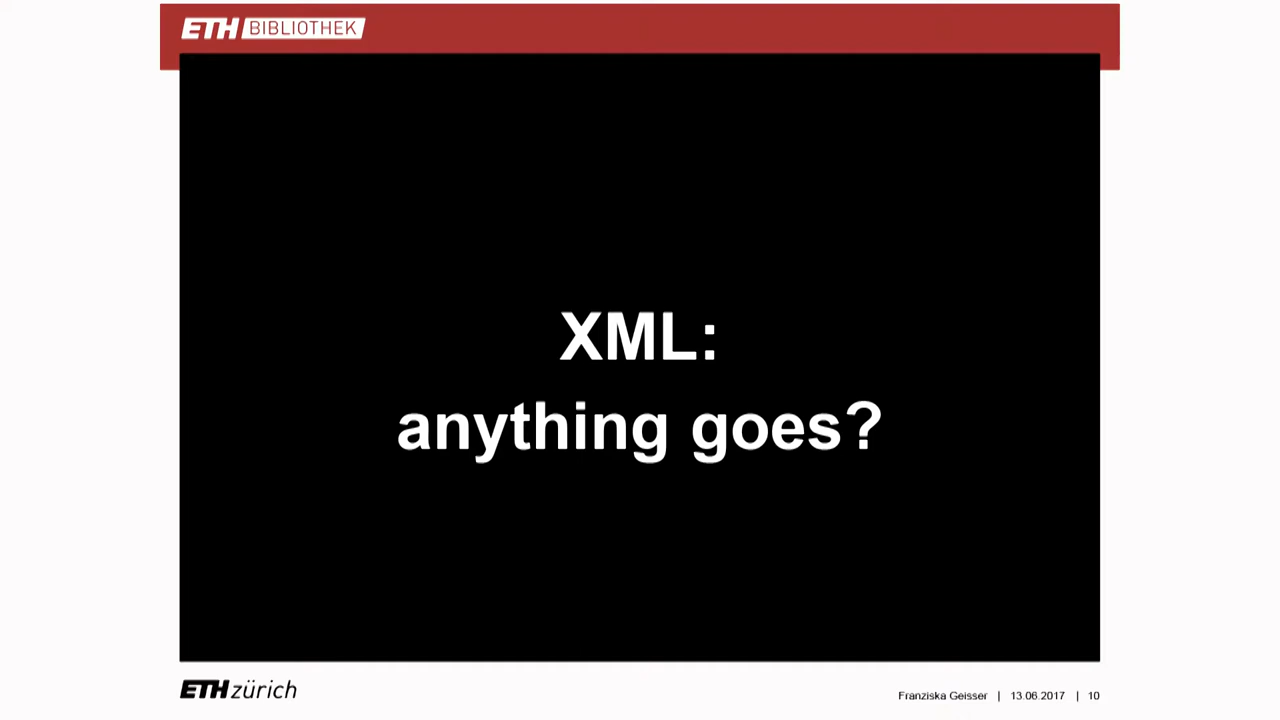 ETH BIBLIOTHEK
XML:
anything goes?
ETH zürich
Franziska Geisser | 13.06.2017 | 10